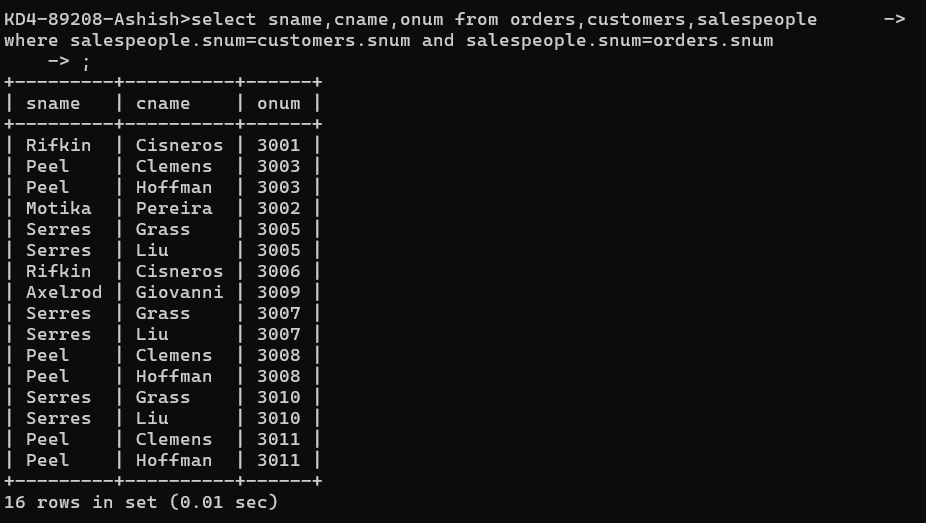 KD4-89208-Ashish>select sname,cname,onum from orders,customers,salespeople      ->
where salespeople.snum=customers.snum and salespeople.snum=orders.snum
    -> ;
+---------+----------+------+
| sname   | cname    | onum |
+---------+----------+------+
| Rifkin  | Cisneros | 3001 |
| Peel    | Clemens  | 3003 |
| Peel    | Hoffman  | 3003 |
| Motika  | Pereira  | 3002 |
| Serres  | Grass    | 3005 |
| Serres  | Liu      | 3005 |
| Rifkin  | Cisneros | 3006 |
| Axelrod | Giovanni | 3009 |
| Serres  | Grass    | 3007 |
| Serres  | Liu      | 3007 |
| Peel    | Clemens  | 3008 |
| Peel    | Hoffman  | 3008 |
| Serres  | Grass    | 3010 |
| Serres  | Liu      | 3010 |
| Peel    | Clemens  | 3011 |
| Peel    | Hoffman  | 3011 |
+---------+----------+------+
16 rows in set (0.01 sec)